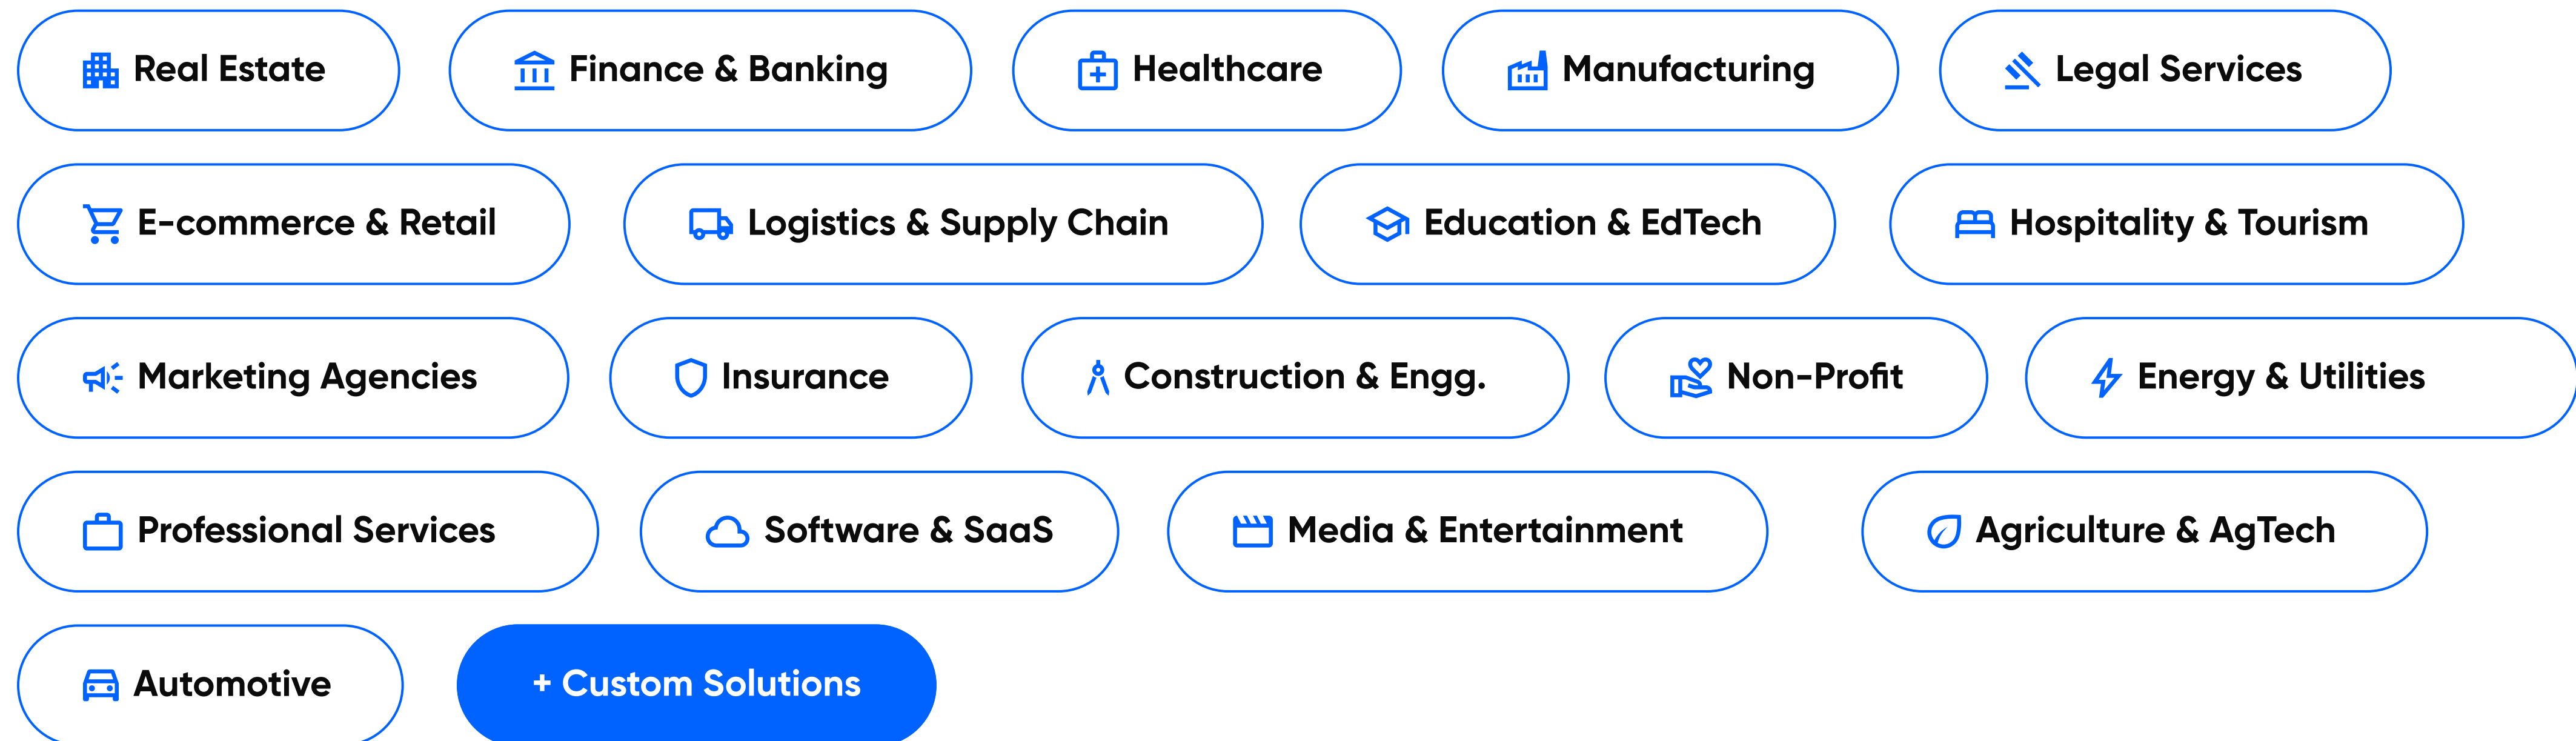 Real Estate
Finance & Banking
Healthcare
Manufacturing
Legal Services
E-commerce & Retail
Logistics & Supply Chain
Education & EdTech
Hospitality & Tourism
Marketing Agencies
Insurance
Construction & Engg.
Non-Profit
Energy & Utilities
Professional Services
Software & SaaS
Media & Entertainment
Agriculture & AgTech
Automotive
+ Custom Solutions